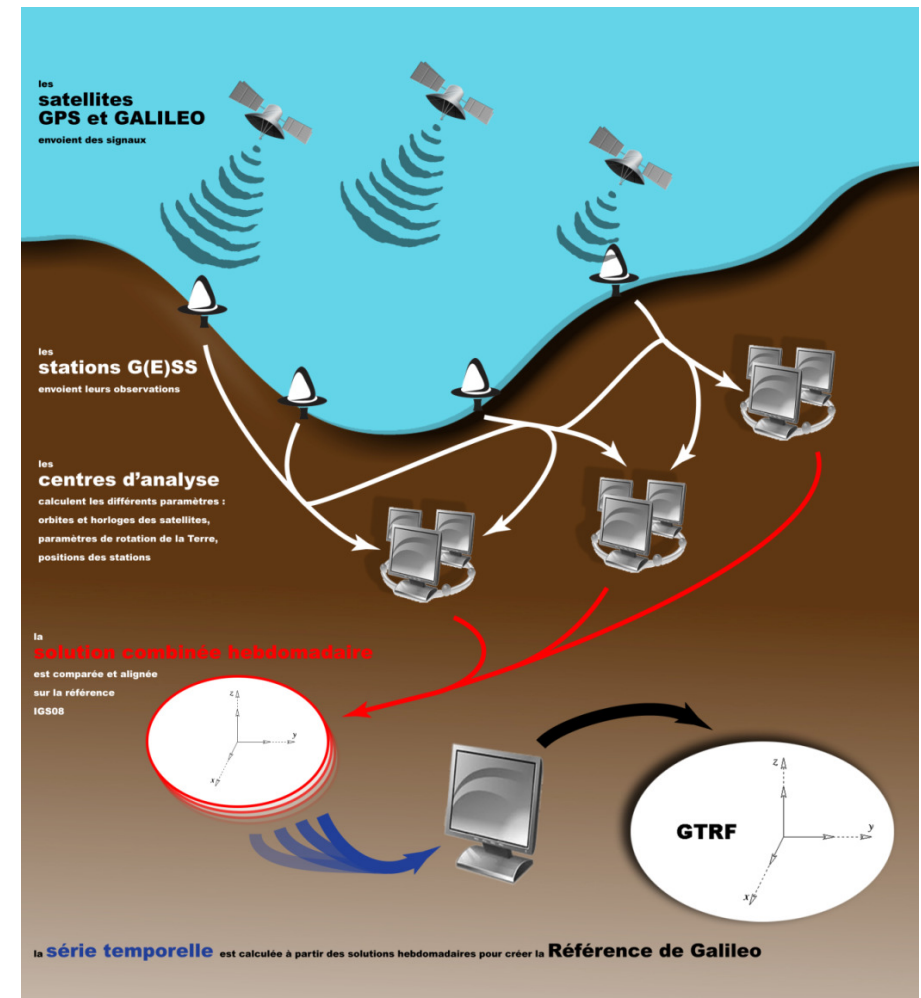 les
satellites
GPS et GALILEO
envoient des signaux
les
stations G(E)SS
envoient leurs observations
les
centres d’analyse
calculent les différents paramètres :
orbites et horloges des satellites,
paramètres de rotation de la Terre,
positions des stations
la
solution combinée hebdomadaire
est comparée et alignée
sur la référence
IGS08
z
y
x
z
GTRF
y
x
la série temporelle est calculée à partir des solutions hebdomadaires pour créer la Référence de Galileo